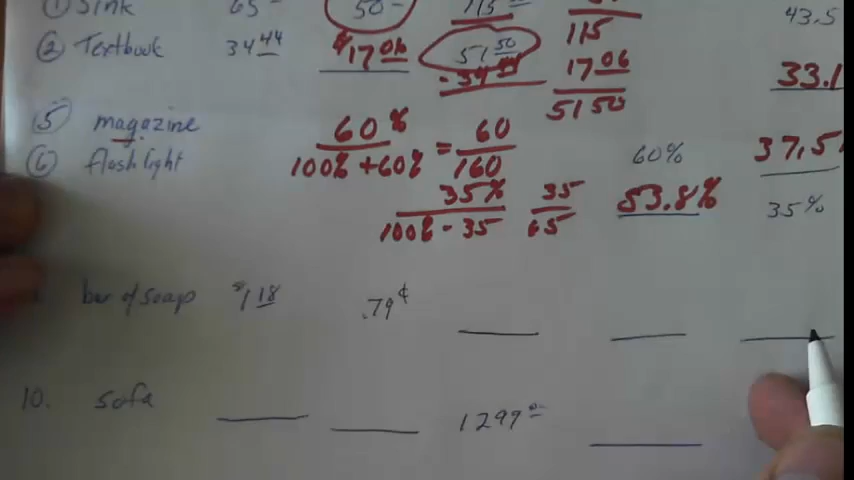 ① Sink 65 - 50 - 115 115 43.5
② Textbook 34 44 $17 06 51 50 17 06 33.1
- 34 44 51 50
⑤ magazine 60% / 100% + 60% = 60 / 160 37.5
⑥ flashlight 35% / 100% - 35 35 / 65 60% 53.8% 35%
bar of soap $1 18 .79¢
10. sofa 1299 00